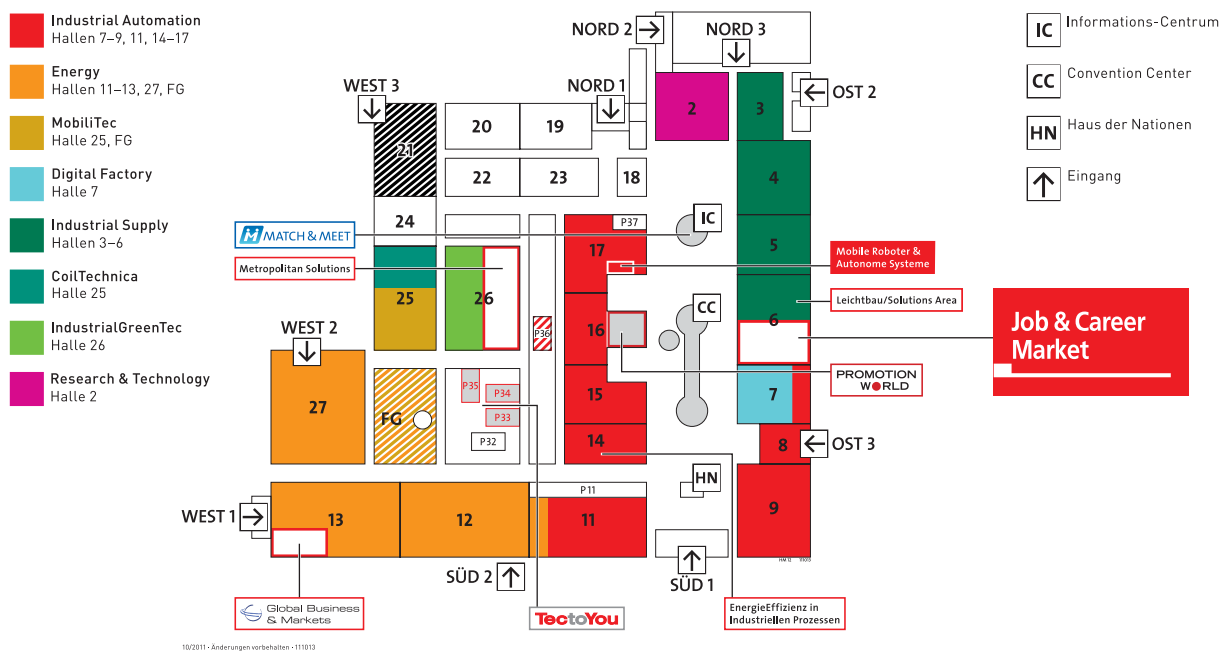 Industrial Automation
Hallen 7–9, 11, 14–17
Energy
Hallen 11–13, 27, FG
MobiliTec
Halle 25, FG
Digital Factory
Halle 7
Industrial Supply
Hallen 3–6
CoilTechnica
Halle 25
IndustrialGreenTec
Halle 26
Research & Technology
Halle 2
NORD 2
NORD 3
WEST 3
NORD 1
OST 2
2
3
20
19
21
4
22
23
18
24
P37
IC
17
5
MATCH & MEET
Metropolitan Solutions
Mobile Roboter &
Autonome Systeme
25
26
P36
16
CC
6
Leichtbau/Solutions Area
Job & Career
Market
WEST 2
PROMOTION
WORLD
27
FG
P35
P34
P33
P32
15
7
14
8
OST 3
HN
P11
9
WEST 1
13
12
11
SÜD 2
SÜD 1
HM 12 111013
Global Business
& Markets
TectoYou
EnergieEffizienz in
Industriellen Prozessen
10/2011 · Änderungen vorbehalten · 111013
IC Informations-Centrum
CC Convention Center
HN Haus der Nationen
Eingang